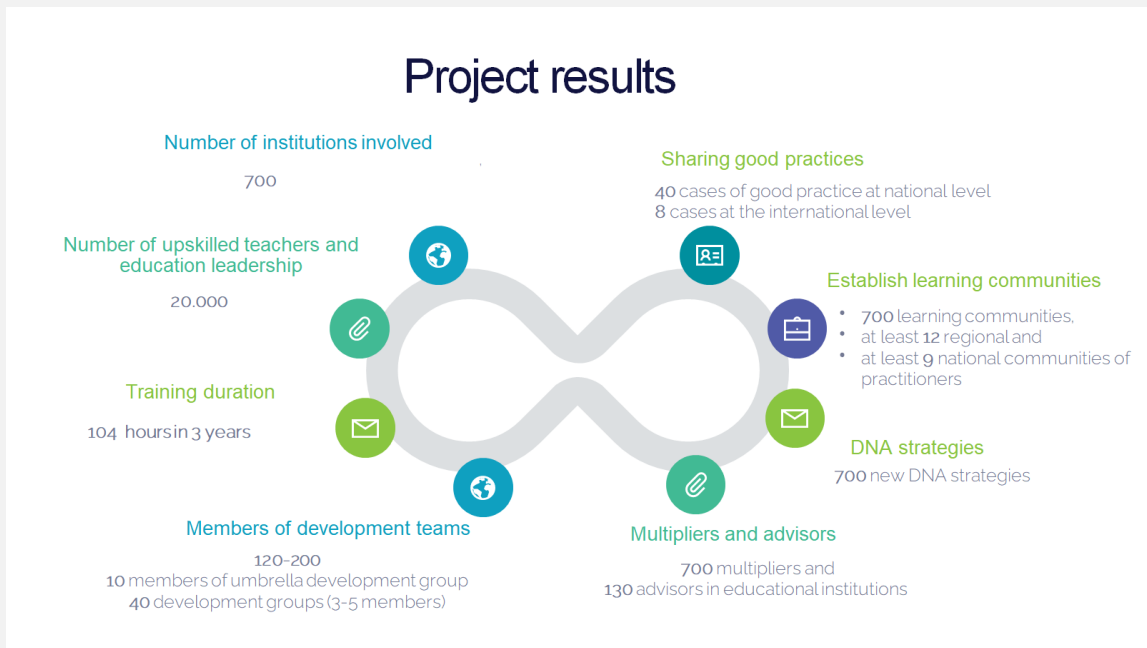 Project results
Number of institutions involved
700
Number of upskilled teachers and
education leadership
20.000
Training duration
104 hours in 3 years
Members of development teams
120-200
10 members of umbrella development group
40 development groups (3-5 members)
Sharing good practices
40 cases of good practice at national level
8 cases at the international level
Establish learning communities
• 700 learning communities,
• at least 12 regional and
• at least 9 national communities of
practitioners
DNA strategies
700 new DNA strategies
Multipliers and advisors
700 multipliers and
130 advisors in educational institutions